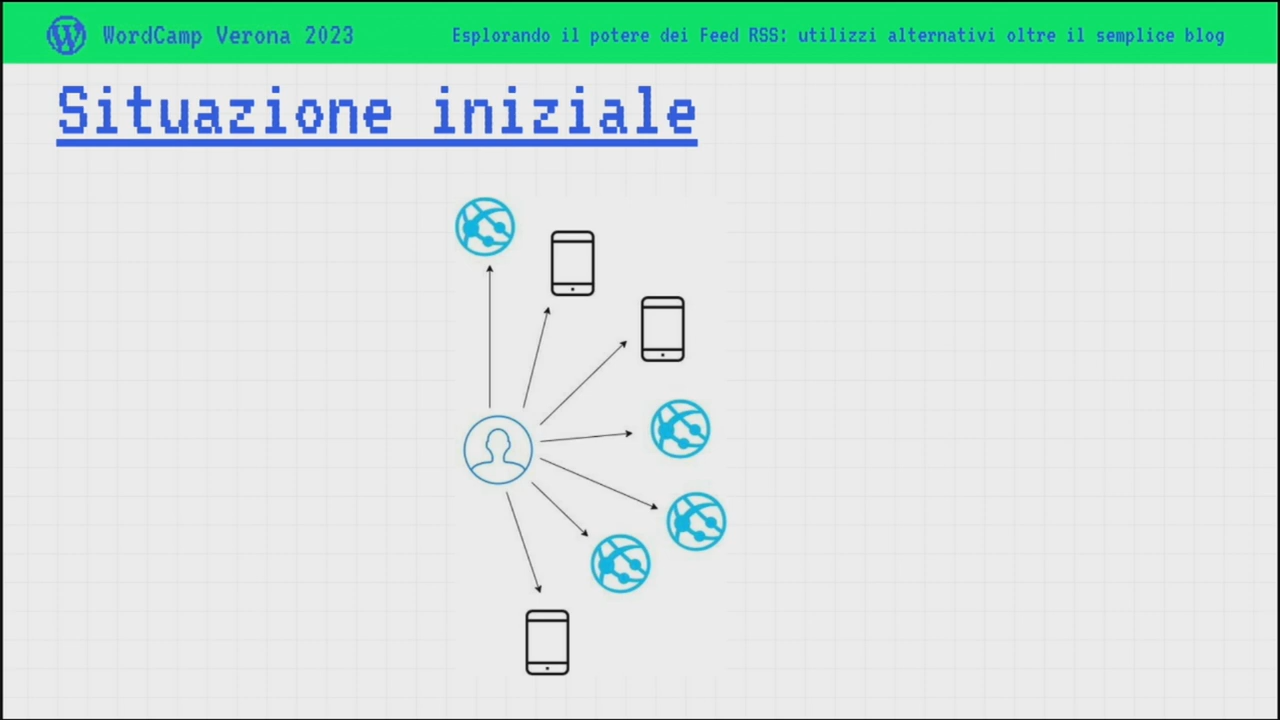 WordCamp Verona 2023
Esplorando il potere dei Feed RSS: utilizzi alternativi oltre il semplice blog
Situazione iniziale